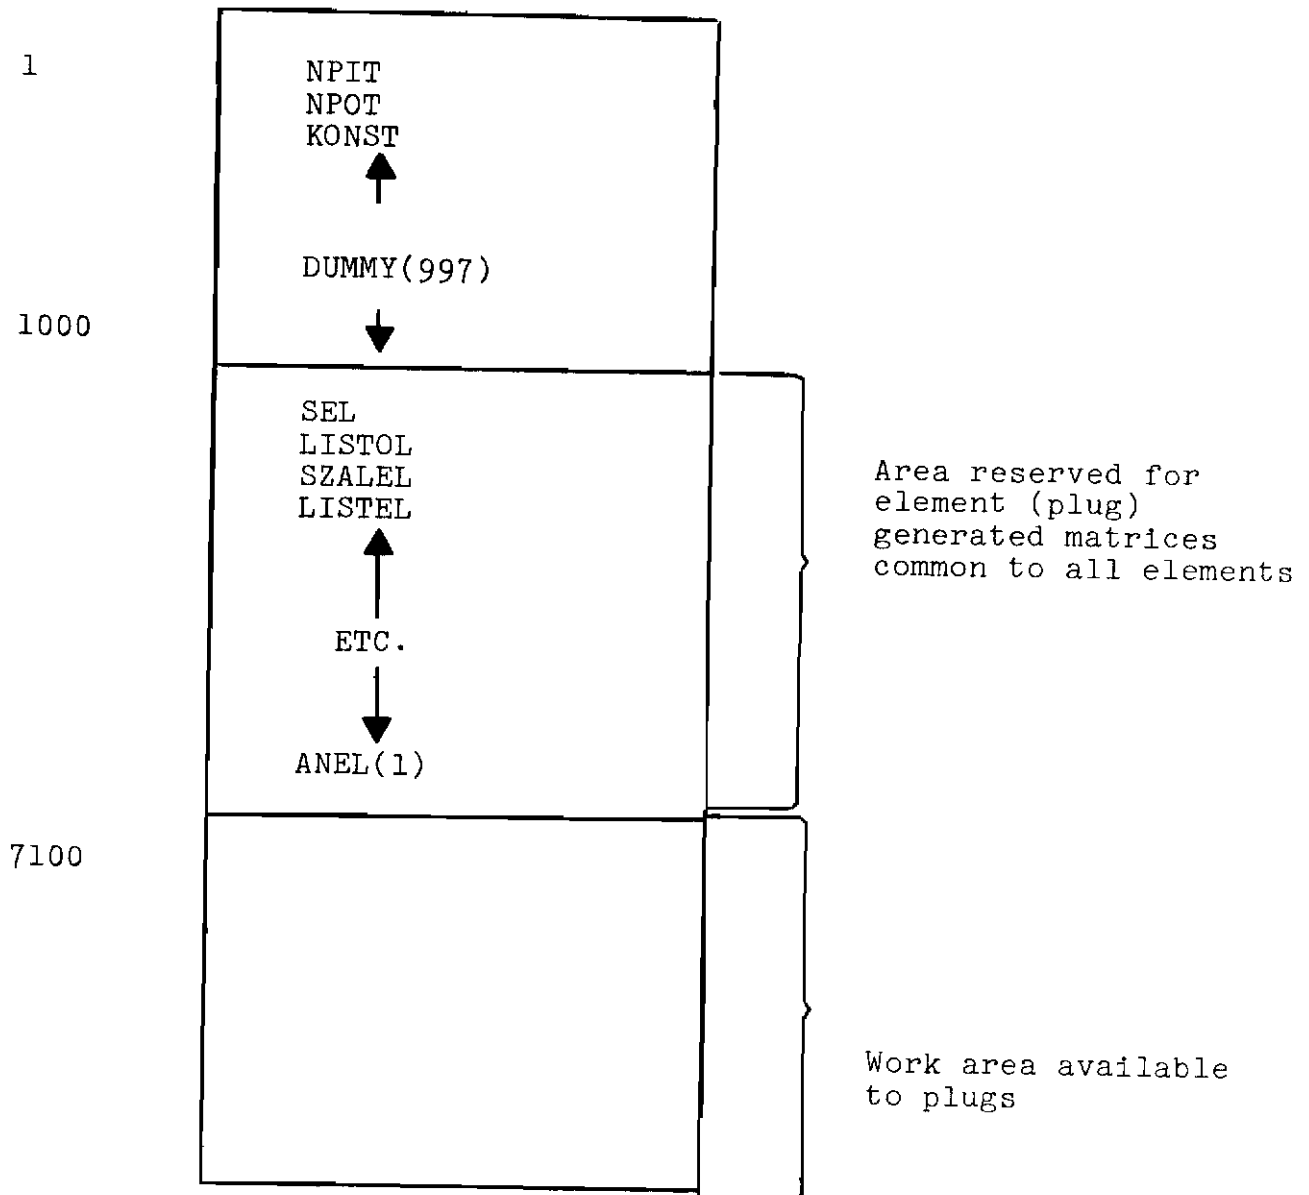 1
NPIT
NPOT
KONST
DUMMY(997)
1000
SEL
LISTOL
SZALEL
LISTEL
ETC.
ANEL(1)
Area reserved for
element (plug)
generated matrices
common to all elements
7100
Work area available
to plugs